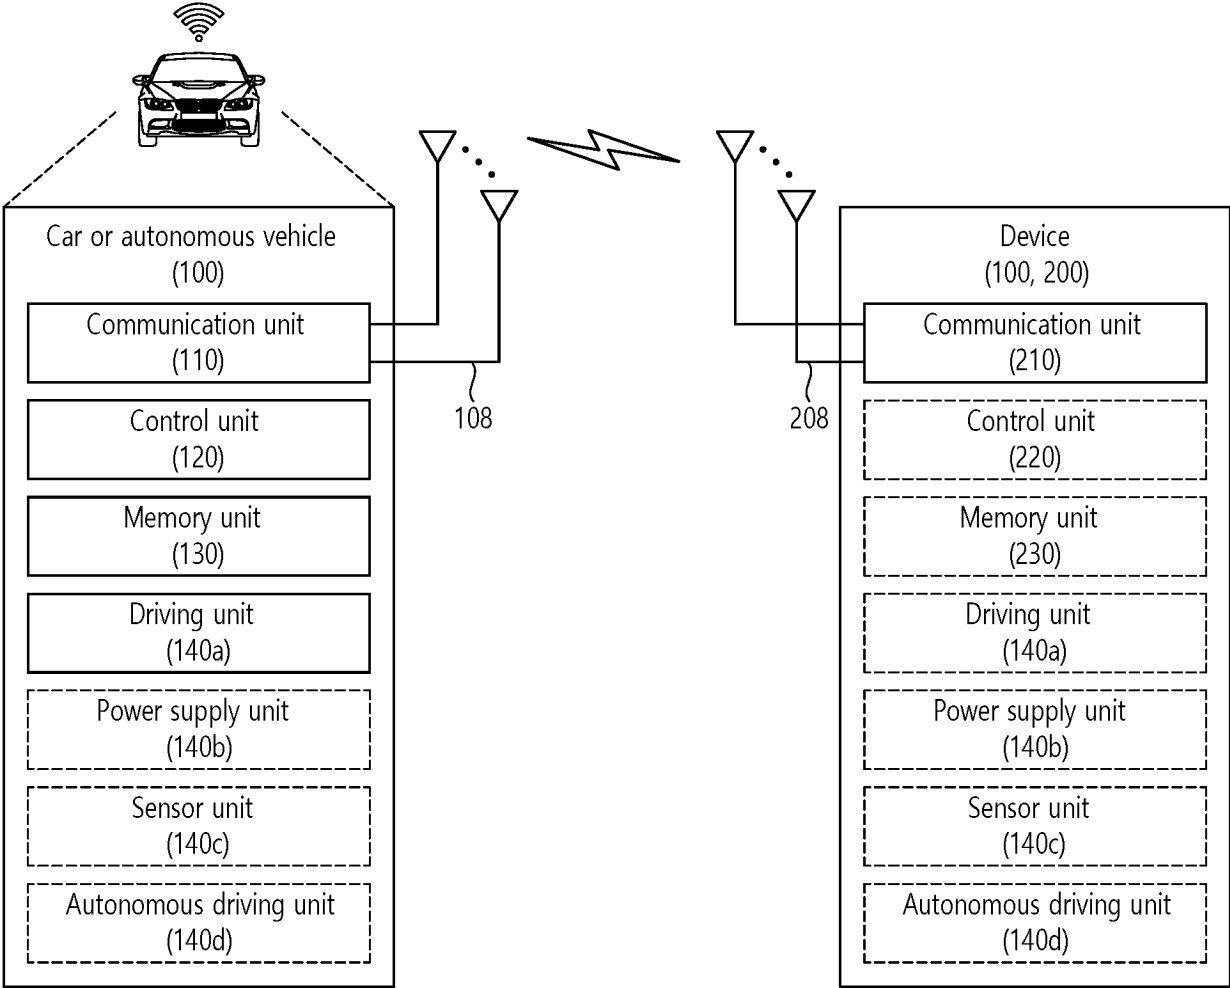 Car or autonomous vehicle
(100)
Communication unit
(110)
Control unit
(120)
Memory unit
(130)
Driving unit
(140a)
Power supply unit
(140b)
Sensor unit
(140c)
Autonomous driving unit
(140d)
108
208
Device
(100, 200)
Communication unit
(210)
Control unit
(220)
Memory unit
(230)
Driving unit
(140a)
Power supply unit
(140b)
Sensor unit
(140c)
Autonomous driving unit
(140d)